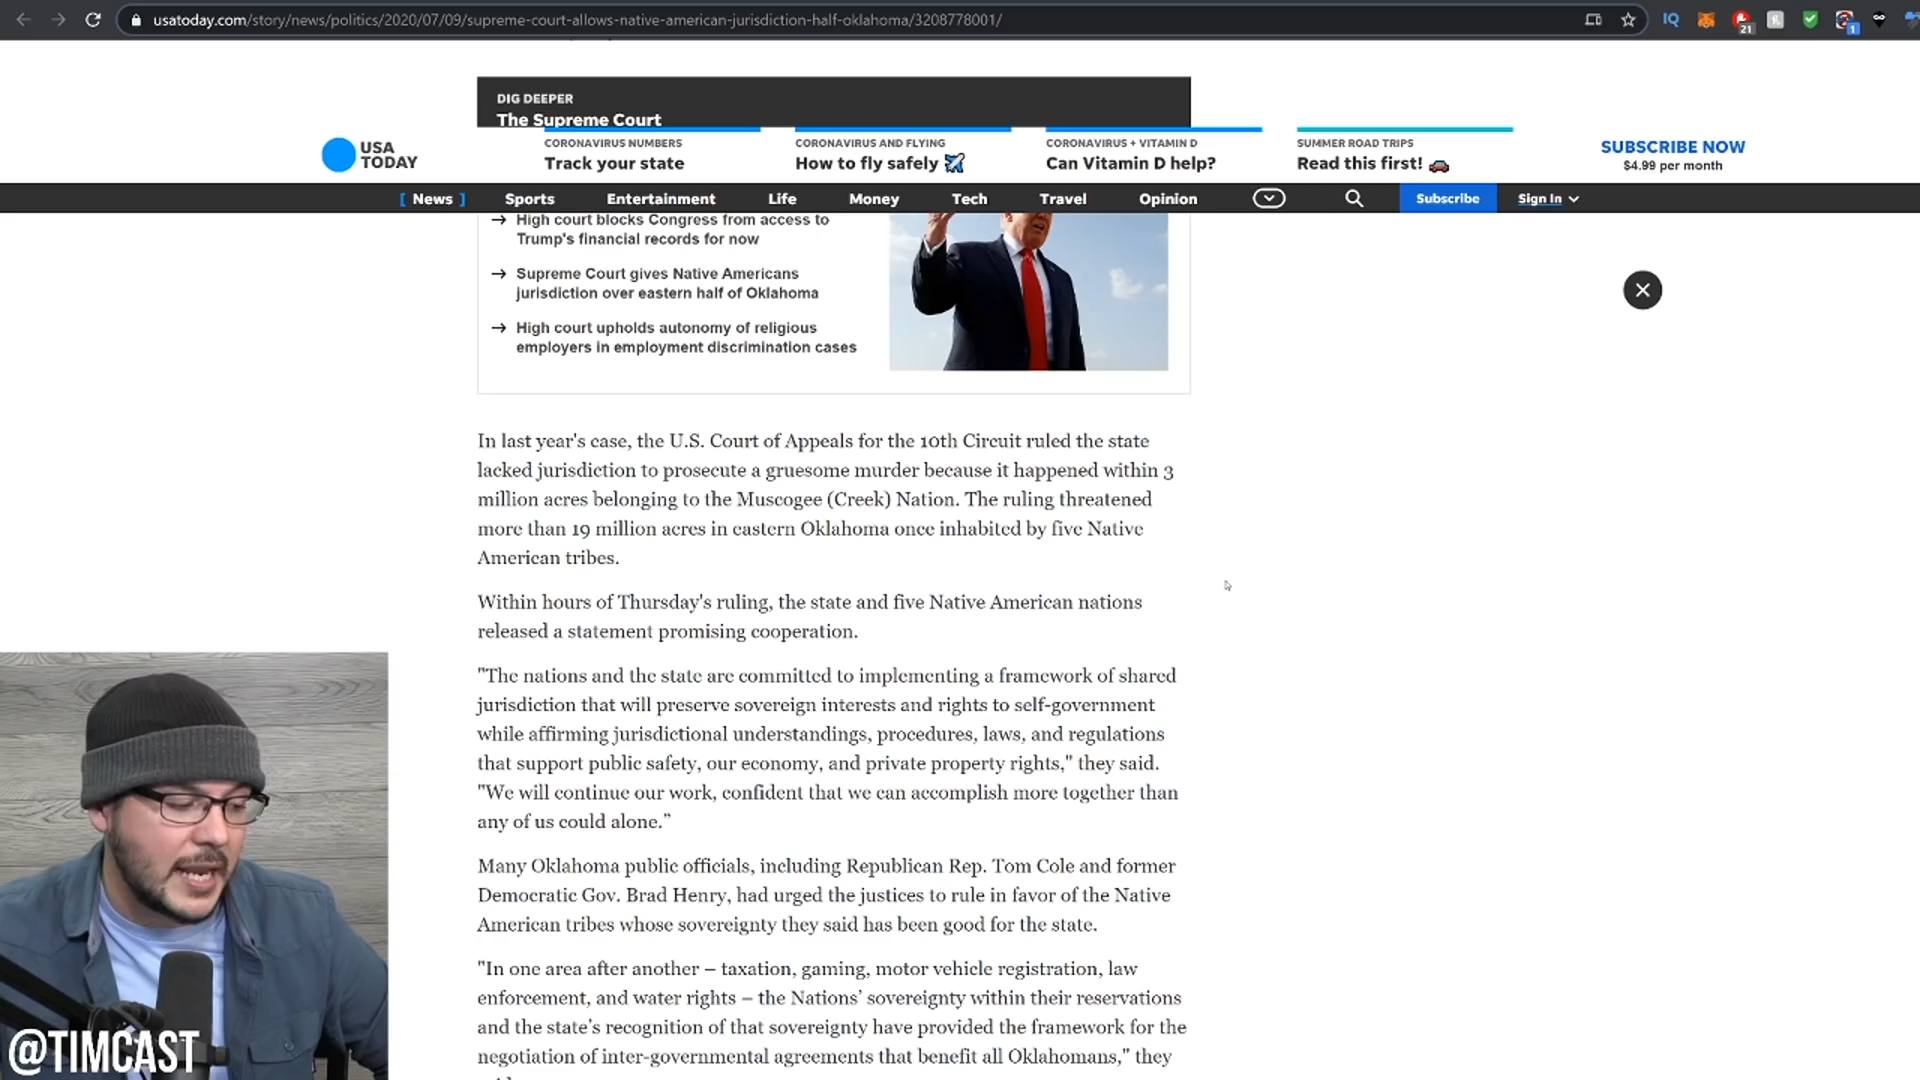 usatoday.com/story/news/politics/2020/07/09/supreme-court-allows-native-american-jurisdiction-half-oklahoma/3208778001/
IQ
21
1
DIG DEEPER
The Supreme Court
USA
TODAY
CORONAVIRUS NUMBERS
Track your state
CORONAVIRUS AND FLYING
How to fly safely
CORONAVIRUS + VITAMIN D
Can Vitamin D help?
SUMMER ROAD TRIPS
Read this first!
SUBSCRIBE NOW
$4.99 per month
[ News ] Sports Entertainment Life Money Tech Travel Opinion Subscribe Sign In
→ High court blocks Congress from access to
Trump's financial records for now
→ Supreme Court gives Native Americans
jurisdiction over eastern half of Oklahoma
→ High court upholds autonomy of religious
employers in employment discrimination cases
In last year's case, the U.S. Court of Appeals for the 10th Circuit ruled the state
lacked jurisdiction to prosecute a gruesome murder because it happened within 3
million acres belonging to the Muscogee (Creek) Nation. The ruling threatened
more than 19 million acres in eastern Oklahoma once inhabited by five Native
American tribes.
Within hours of Thursday's ruling, the state and five Native American nations
released a statement promising cooperation.
"The nations and the state are committed to implementing a framework of shared
jurisdiction that will preserve sovereign interests and rights to self-government
while affirming jurisdictional understandings, procedures, laws, and regulations
that support public safety, our economy, and private property rights," they said.
"We will continue our work, confident that we can accomplish more together than
any of us could alone.”
Many Oklahoma public officials, including Republican Rep. Tom Cole and former
Democratic Gov. Brad Henry, had urged the justices to rule in favor of the Native
American tribes whose sovereignty they said has been good for the state.
"In one area after another – taxation, gaming, motor vehicle registration, law
enforcement, and water rights – the Nations’ sovereignty within their reservations
and the state’s recognition of that sovereignty have provided the framework for the
negotiation of inter-governmental agreements that benefit all Oklahomans," they
@TIMCAST